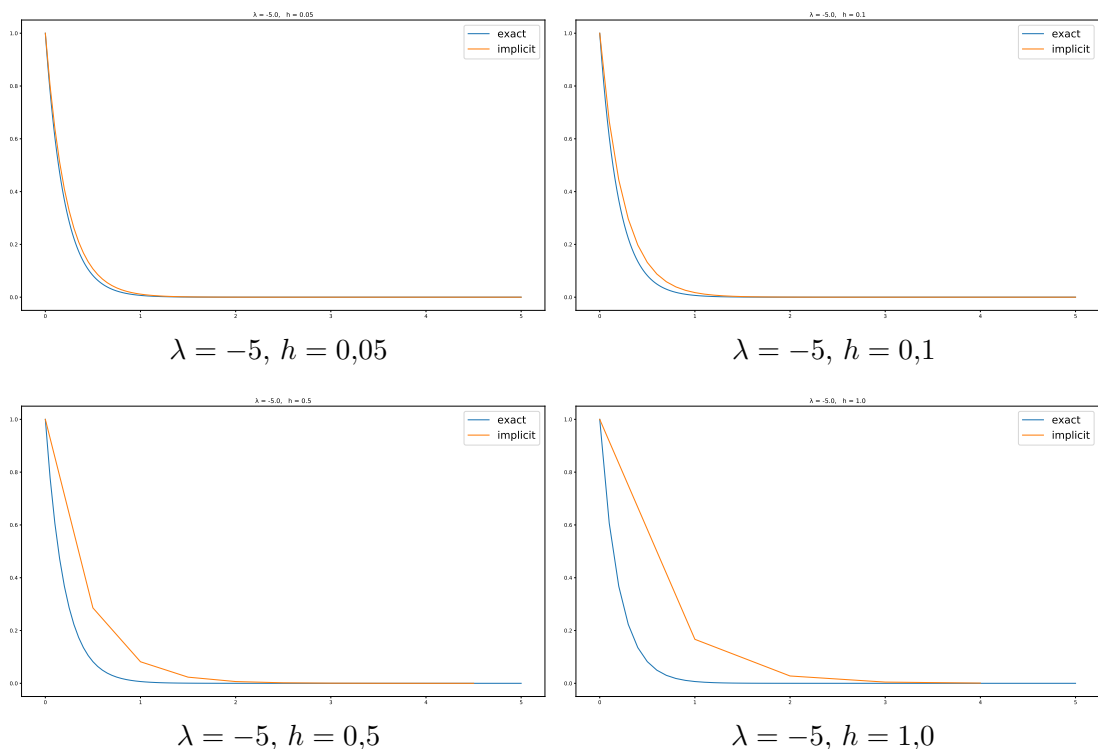 λ = -5.0, h = 0.05
exact
implicit
1.0
0.8
0.6
0.4
0.2
0.0
0 1 2 3 4 5
λ = −5, h = 0,05
λ = -5.0, h = 0.1
exact
implicit
1.0
0.8
0.6
0.4
0.2
0.0
0 1 2 3 4 5
λ = −5, h = 0,1
λ = -5.0, h = 0.5
exact
implicit
1.0
0.8
0.6
0.4
0.2
0.0
0 1 2 3 4 5
λ = −5, h = 0,5
λ = -5.0, h = 1.0
exact
implicit
1.0
0.8
0.6
0.4
0.2
0.0
0 1 2 3 4 5
λ = −5, h = 1,0